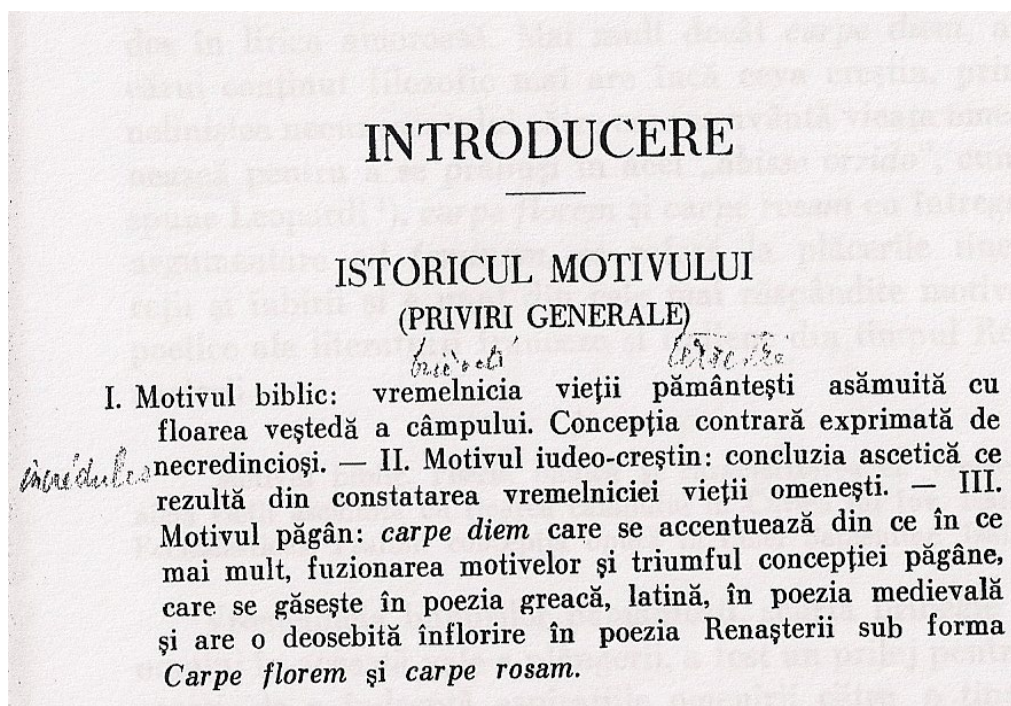 INTRODUCERE
ISTORICUL MOTIVULUI
(PRIVIRI GENERALE)
I. Motivul biblic: vremelnicia vieții pământești asămuită cu
floarea veștedă a câmpului. Concepția contrară exprimată de
necredincioși. — II. Motivul iudeo-creștin: concluzia ascetică ce
rezultă din constatarea vremelniciei vieții omenești. — III.
Motivul păgân: carpe diem care se accentuează din ce în ce
mai mult, fuzionarea motivelor și triumful concepției păgâne,
care se găsește în poezia greacă, latină, în poezia medievală
și are o deosebită înflorire în poezia Renașterii sub forma
Carpe florem și carpe rosam.